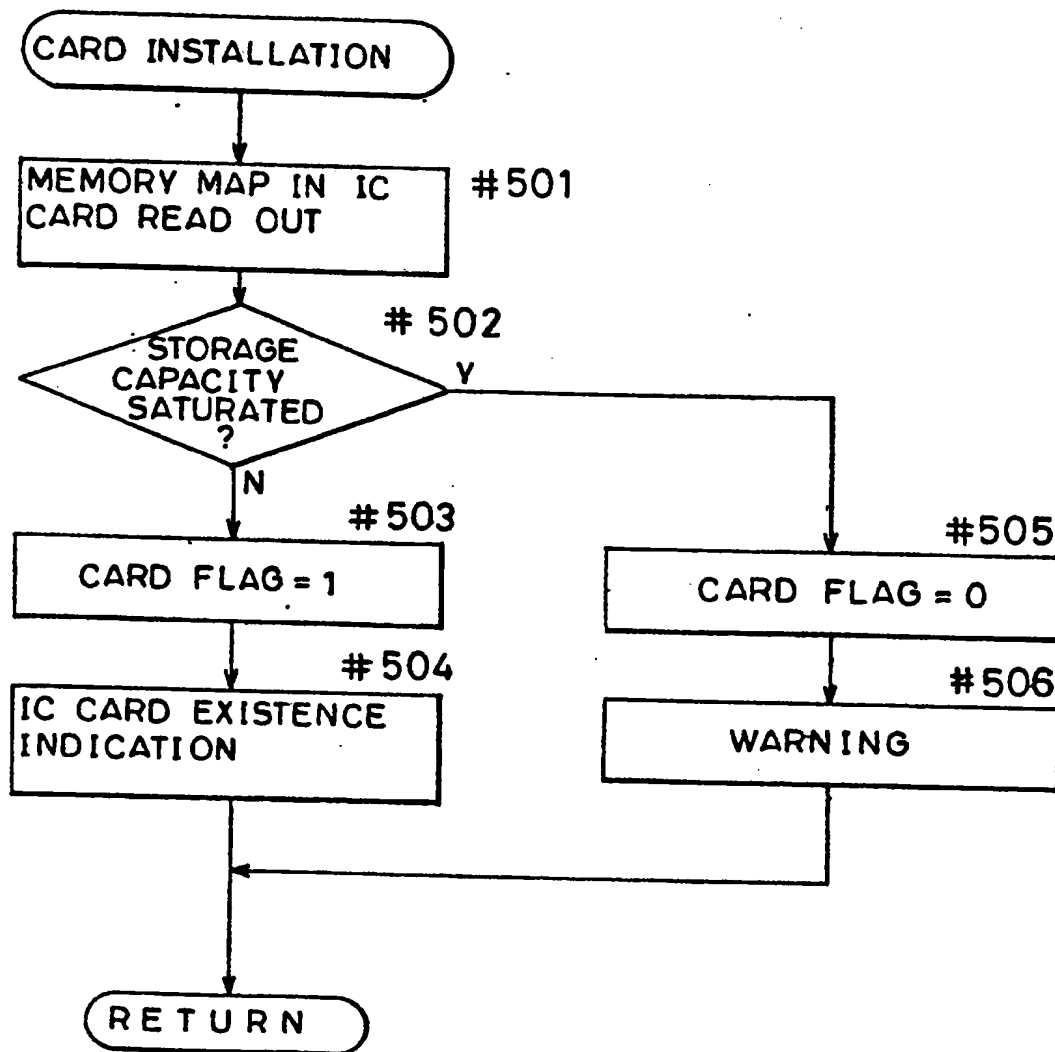 CARD INSTALLATION
MEMORY MAP IN IC
CARD READ OUT
#501
#502
STORAGE
CAPACITY
SATURATED
?
Y
N
#503
CARD FLAG = 1
#504
IC CARD EXISTENCE
INDICATION
#505
CARD FLAG = 0
#506
WARNING
RETURN